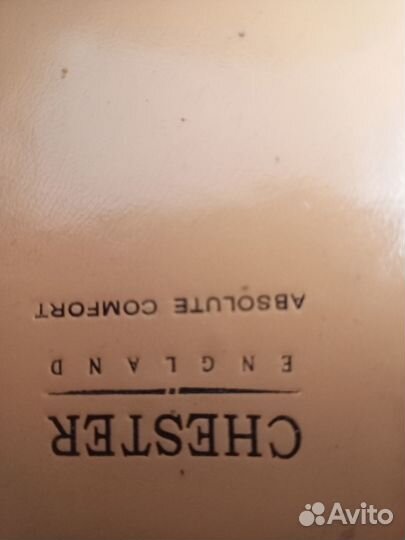 CHESTER
ENGLAND
ABSOLUTE COMFORT
Avito